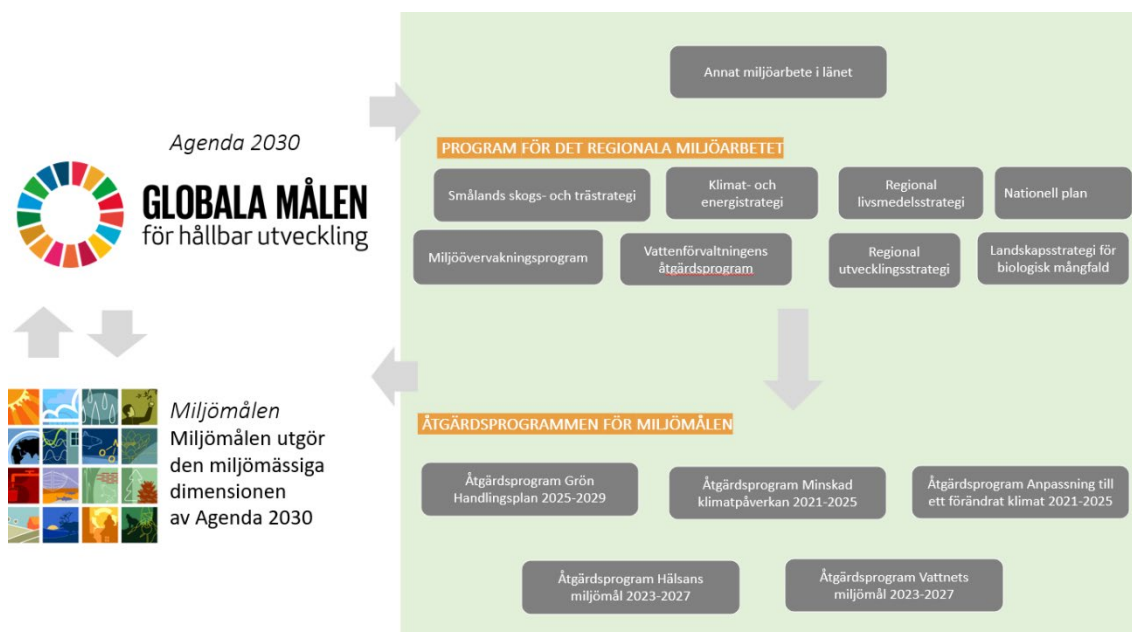 Agenda 2030
GLOBALA MÅLEN
för hållbar utveckling
Miljömålen
Miljömålen utgör
den miljömässiga
dimensionen
av Agenda 2030
Annat miljöarbete i länet
PROGRAM FÖR DET REGIONALA MILJÖARBETET
Smålands skogs- och trästrategi
Klimat- och
energistrategi
Regional
livsmedelsstrategi
Nationell plan
Miljöövervakningsprogram
Vattenförvaltningens
åtgärdsprogram
Regional
utvecklingsstrategi
Landskapsstrategi för
biologisk mångfald
ÅTGÄRDSPROGRAMMEN FÖR MILJÖMÅLEN
Åtgärdsprogram Grön
Handlingsplan 2025-2029
Åtgärdsprogram Minskad
klimatpåverkan 2021-2025
Åtgärdsprogram Anpassning till
ett förändrat klimat 2021-2025
Åtgärdsprogram Hälsans
miljömål 2023-2027
Åtgärdsprogram Vattnets
miljömål 2023-2027